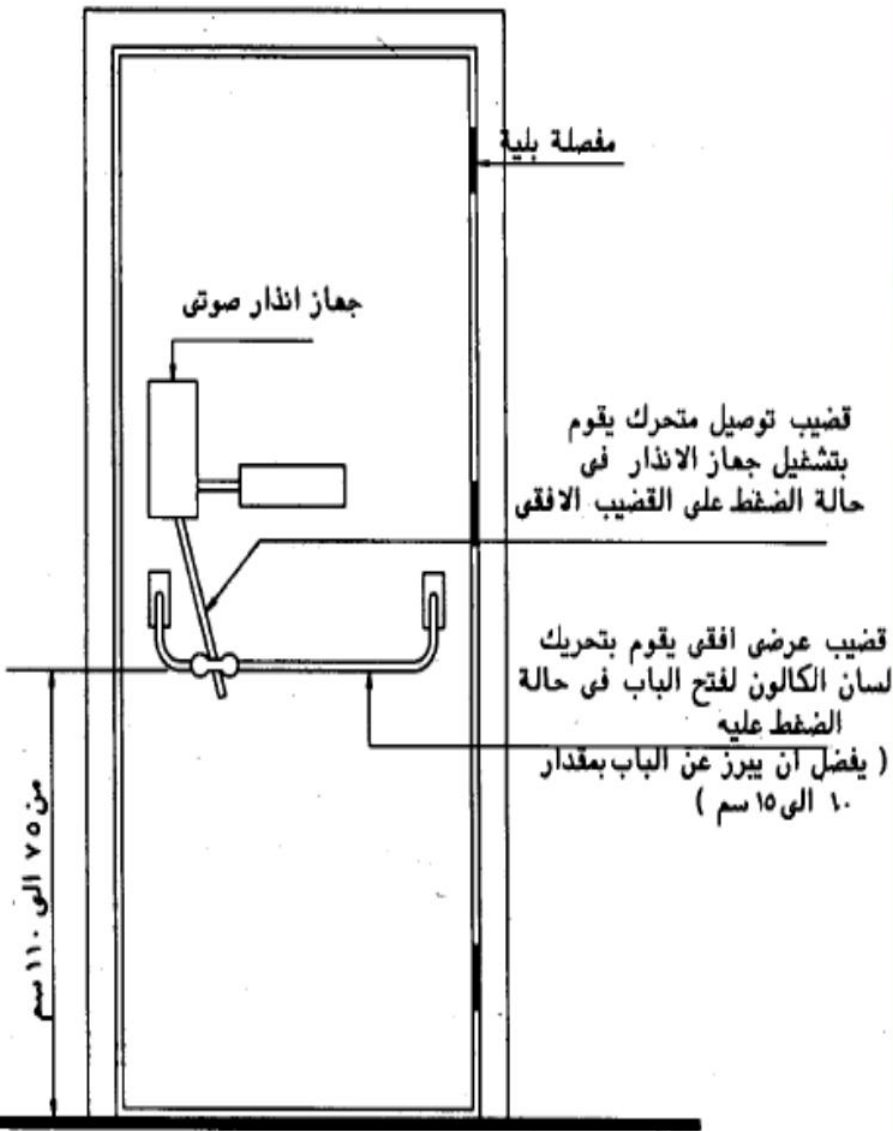 مفصلة بلية
جهاز انذار صوتى
قضيب توصيل متحرك يقوم
بتشغيل جهاز الانذار فى
حالة الضغط على القضيب الافقى
قضيب عرضى افقى يقوم بتحريك
لسان الكالون لفتح الباب فى حالة
الضغط عليه
( يفضل ان يبرز عن الباب بمقدار
١٠ الى ١٥ سم )
من ٧٥ الى ١١٠ سم